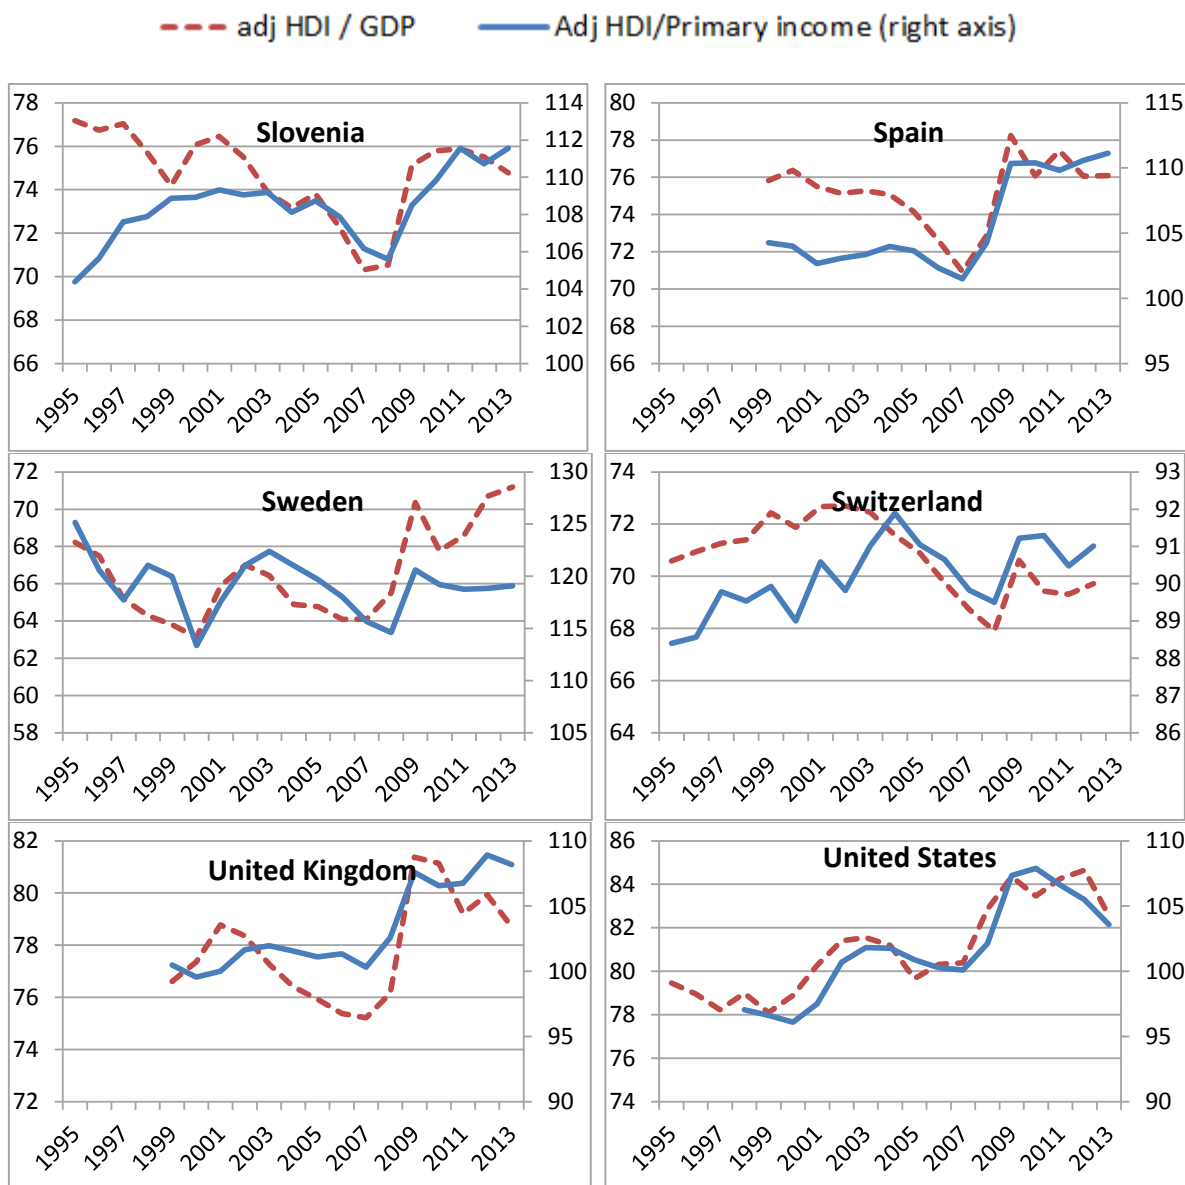 adj HDI / GDP Adj HDI/Primary income (right axis)
Slovenia
78 76 74 72 70 68 66
114 112 110 108 106 104 102 100
1995 1997 1999 2001 2003 2005 2007 2009 2011 2013
Spain
80 78 76 74 72 70 68 66
115 110 105 100 95
1995 1997 1999 2001 2003 2005 2007 2009 2011 2013
Sweden
72 70 68 66 64 62 60 58
130 125 120 115 110 105
1995 1997 1999 2001 2003 2005 2007 2009 2011 2013
Switzerland
74 72 70 68 66 64
93 92 91 90 89 88 87 86
1995 1997 1999 2001 2003 2005 2007 2009 2011 2013
United Kingdom
82 80 78 76 74 72
110 105 100 95 90
1995 1997 1999 2001 2003 2005 2007 2009 2011 2013
United States
86 84 82 80 78 76 74
110 105 100 95 90
1995 1997 1999 2001 2003 2005 2007 2009 2011 2013